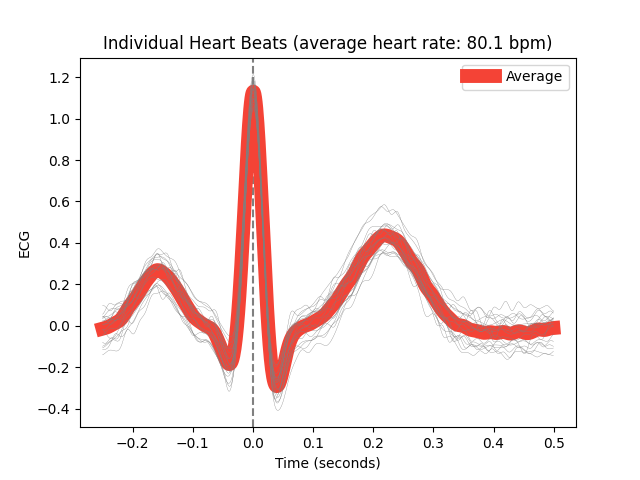 Individual Heart Beats (average heart rate: 80.1 bpm)
Average
1.2
1.0
0.8
0.6
0.4
0.2
0.0
−0.2
−0.4
ECG
−0.2 −0.1 0.0 0.1 0.2 0.3 0.4 0.5
Time (seconds)